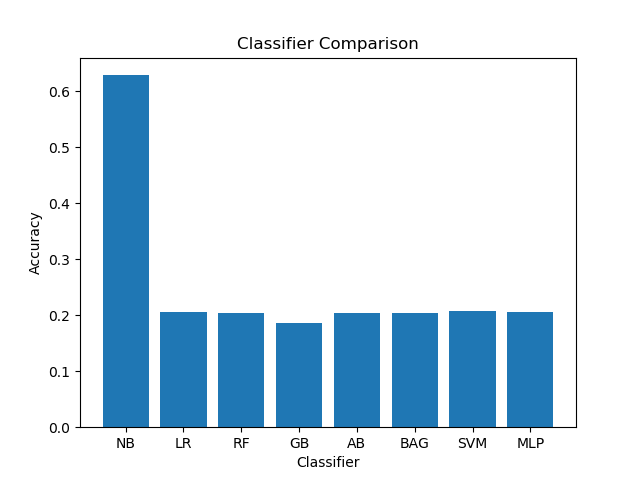 Classifier Comparison
Accuracy
0.6
0.5
0.4
0.3
0.2
0.1
0.0
NB LR RF GB AB BAG SVM MLP
Classifier